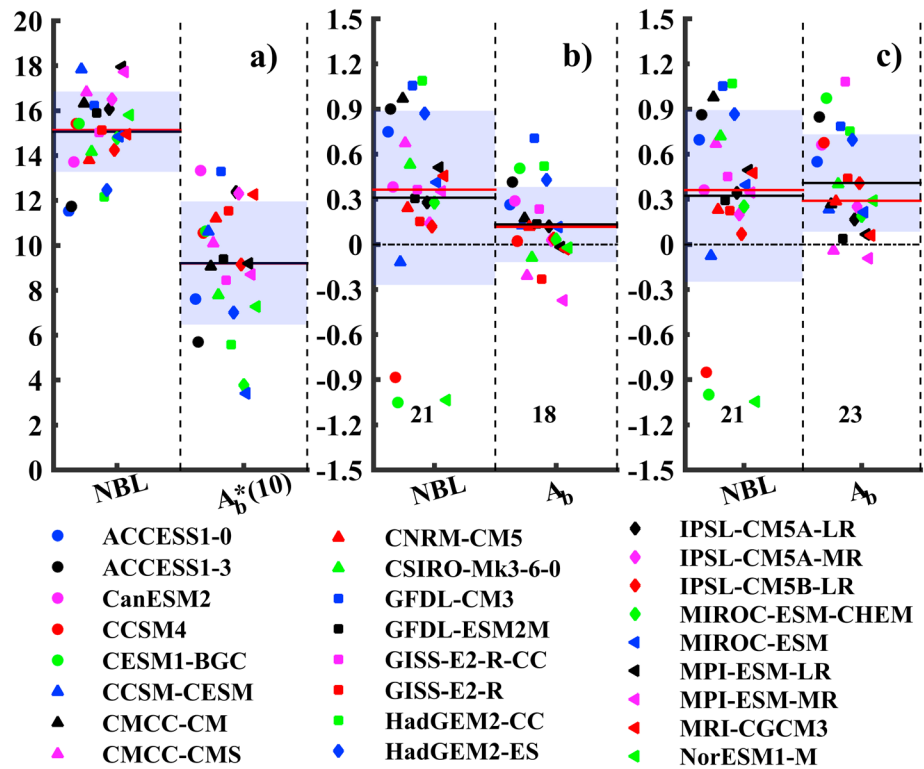 20
18
16
14
12
10
8
6
4
2
0
a)
NBL
A_b*(10)
1.5
1.2
0.9
0.6
0.3
0
-0.3
-0.6
-0.9
-1.2
-1.5
b)
21
18
NBL
A_b
1.5
1.2
0.9
0.6
0.3
0
-0.3
-0.6
-0.9
-1.2
-1.5
c)
21
23
NBL
A_b
ACCESS1-0
ACCESS1-3
CanESM2
CCSM4
CESM1-BGC
CCSM-CESM
CMCC-CM
CMCC-CMS
CNRM-CM5
CSIRO-Mk3-6-0
GFDL-CM3
GFDL-ESM2M
GISS-E2-R-CC
GISS-E2-R
HadGEM2-CC
HadGEM2-ES
IPSL-CM5A-LR
IPSL-CM5A-MR
IPSL-CM5B-LR
MIROC-ESM-CHEM
MIROC-ESM
MPI-ESM-LR
MPI-ESM-MR
MRI-CGCM3
NorESM1-M